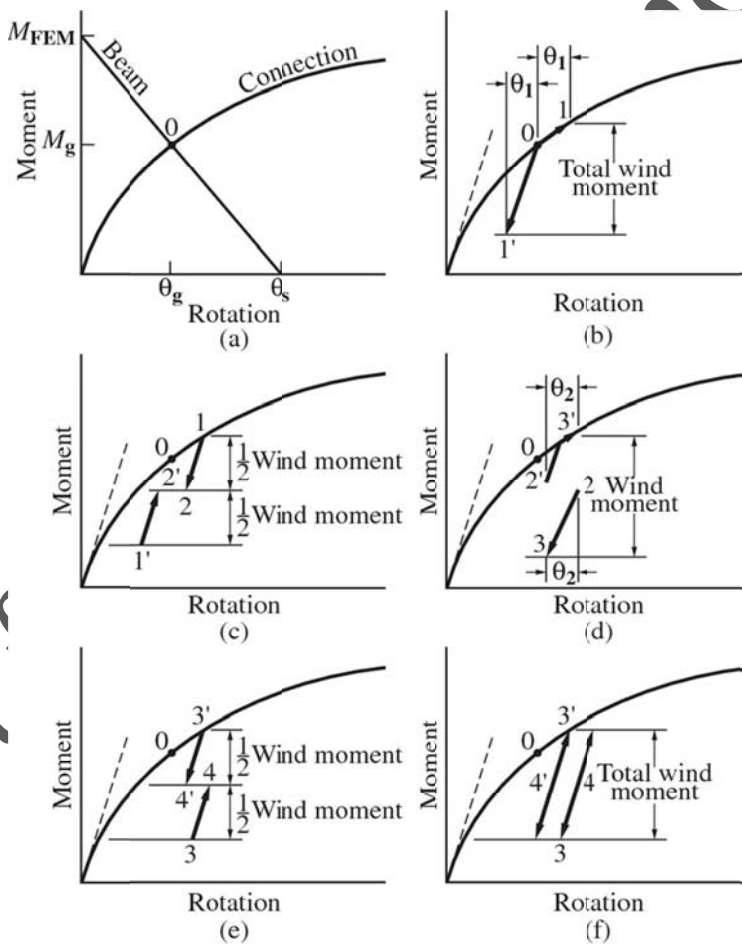 M_FEM
Beam
Connection
0
M_g
Moment
θ_g
θ_s
Rotation
(a)
θ_1
θ_1
1
0
Total wind
moment
1'
Moment
Rotation
(b)
1
0
2'
1/2 Wind moment
2
1/2 Wind moment
1'
Moment
Rotation
(c)
θ_2
3'
0
2'
2
Wind
moment
3
θ_2
Moment
Rotation
(d)
3'
0
1/2 Wind moment
4
4'
1/2 Wind moment
3
Moment
Rotation
(e)
3'
0
4'
4
Total wind
moment
3
Moment
Rotation
(f)